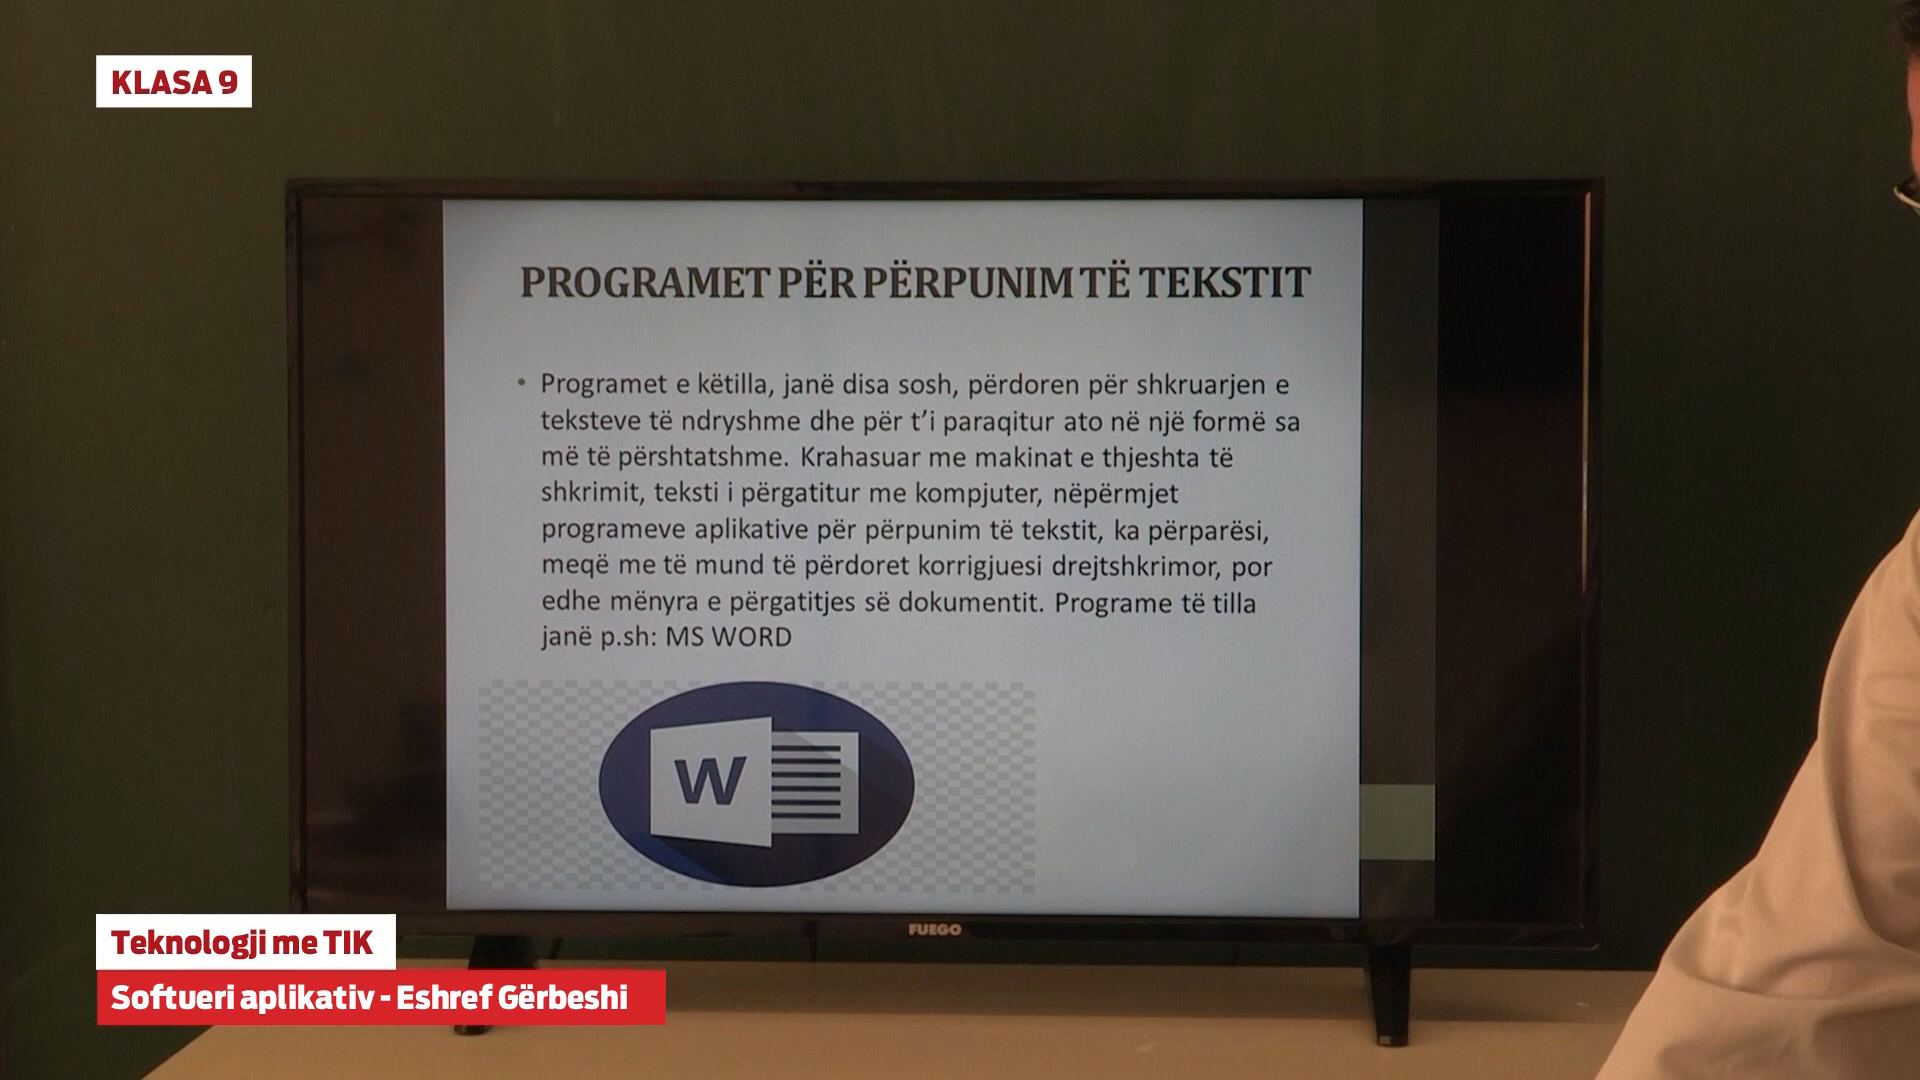 KLASA 9
PROGRAMET PËR PËRPUNIM TË TEKSTIT
• Programet e këtilla, janë disa sosh, përdoren për shkruarjen e
teksteve të ndryshme dhe për t’i paraqitur ato në një formë sa
më të përshtatshme. Krahasuar me makinat e thjeshta të
shkrimit, teksti i përgatitur me kompjuter, nëpërmjet
programeve aplikative për përpunim të tekstit, ka përparësi,
meqë me të mund të përdoret korrigjuesi drejtshkrimor, por
edhe mënyra e përgatitjes së dokumentit. Programe të tilla
janë p.sh: MS WORD
W
FUEGO
Teknologji me TIK
Softueri aplikativ - Eshref Gërbeshi